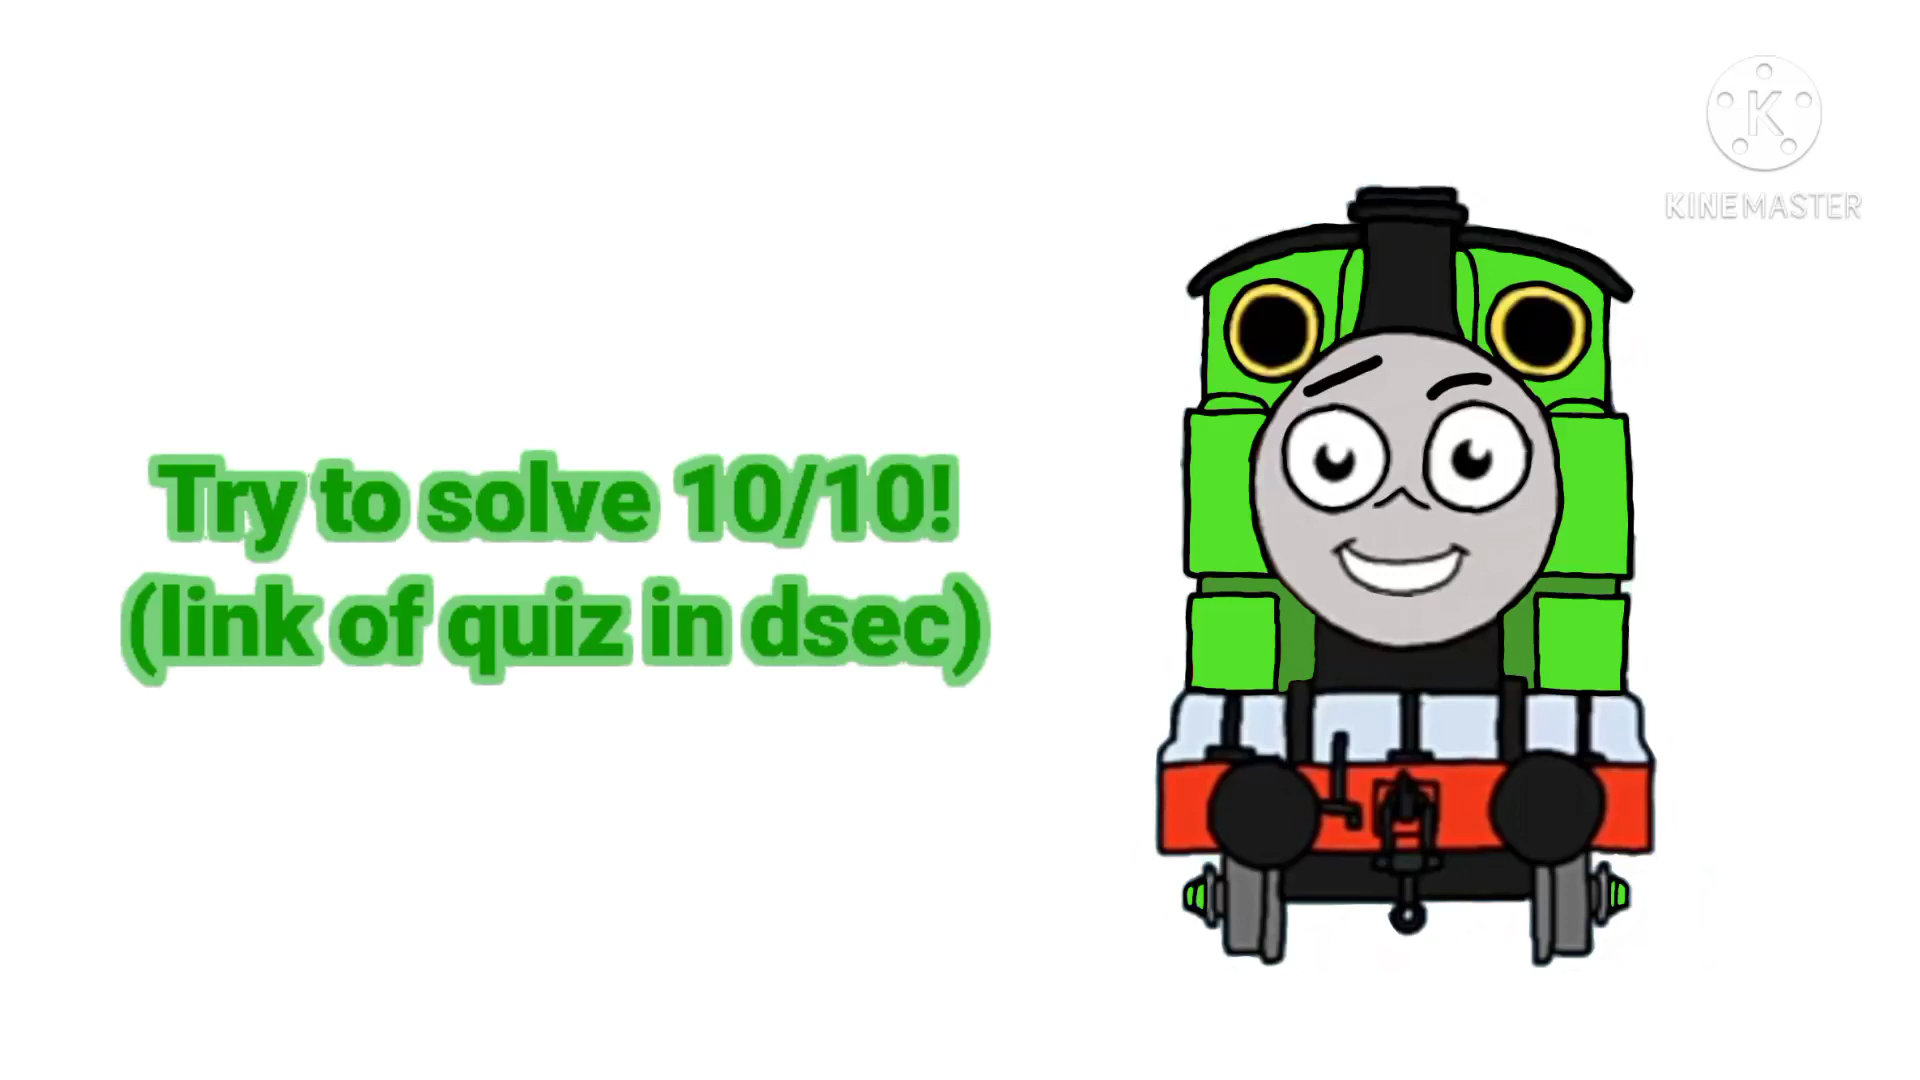 K
KINEMASTER
Try to solve 10/10!
(link of quiz in dsec)